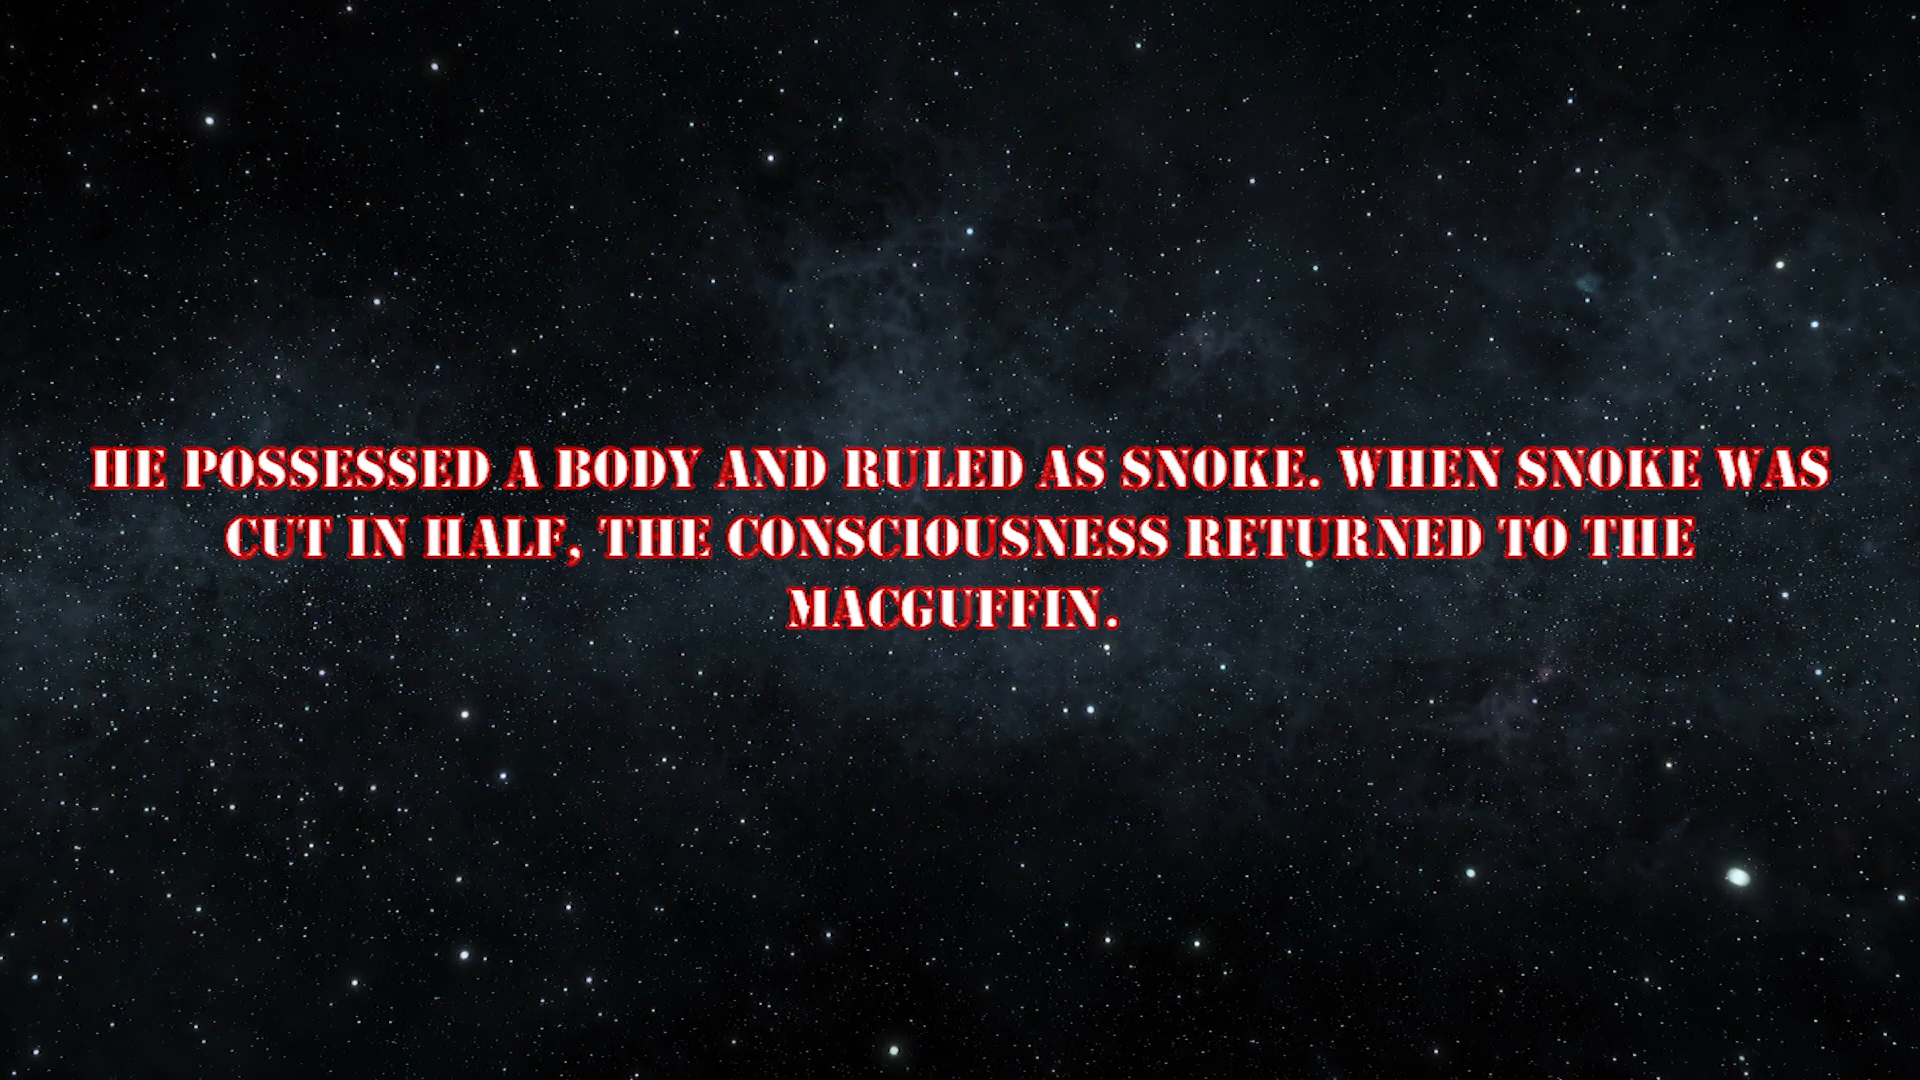 HE POSSESSED A BODY AND RULED AS SNOKE. WHEN SNOKE WAS
CUT IN HALF, THE CONSCIOUSNESS RETURNED TO THE
MACGUFFIN.